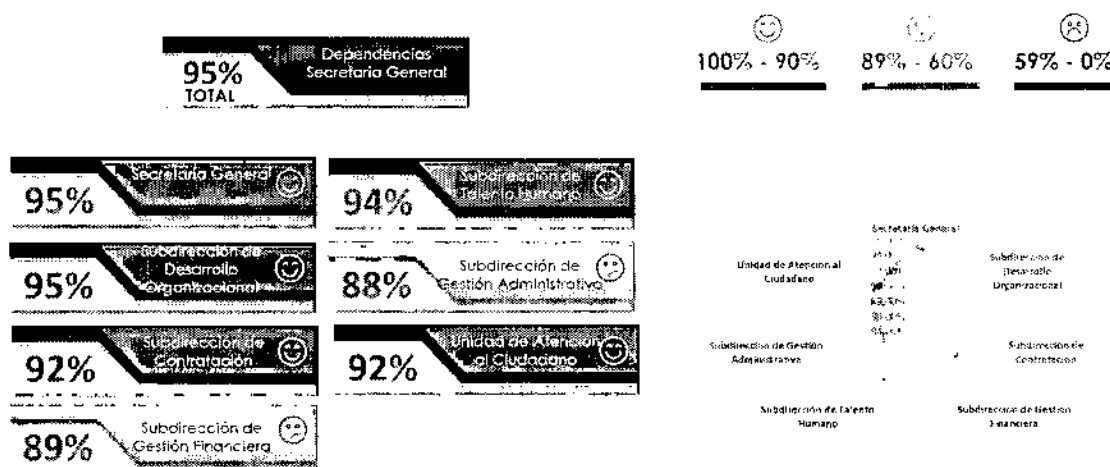 Dependencias
Secretaria General
95%
TOTAL
100% - 90%
89% - 60%
59% - 0%
Secretaria General
95%
Subdirección de
Talento Humano
94%
Subdirección de
Desarrollo
Organizacional
95%
Subdirección de
Gestión Administrativa
88%
Subdirección de
Contratación
92%
Unidad de Atención
al Ciudadano
92%
Subdirección de
Gestión Financiera
89%
Secretaría General
Unidad de Atención al
Ciudadano
Subdirección de
Desarrollo
Organizacional
Subdirección de Gestión
Administrativa
Subdirección de
Contratación
Subdirección de Talento
Humano
Subdirección de Gestión
Financiera